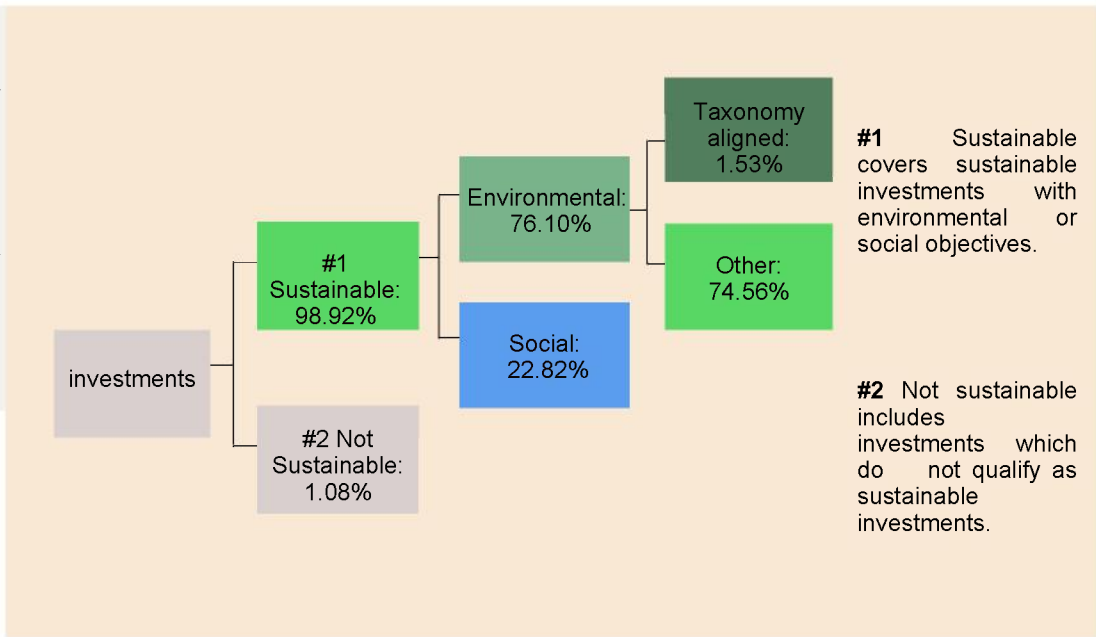 investments
#1
Sustainable:
98.92%
#2 Not
Sustainable:
1.08%
Environmental:
76.10%
Social:
22.82%
Taxonomy
aligned:
1.53%
Other:
74.56%
#1 Sustainable
covers sustainable
investments with
environmental or
social objectives.
#2 Not sustainable
includes
investments which
do not qualify as
sustainable
investments.